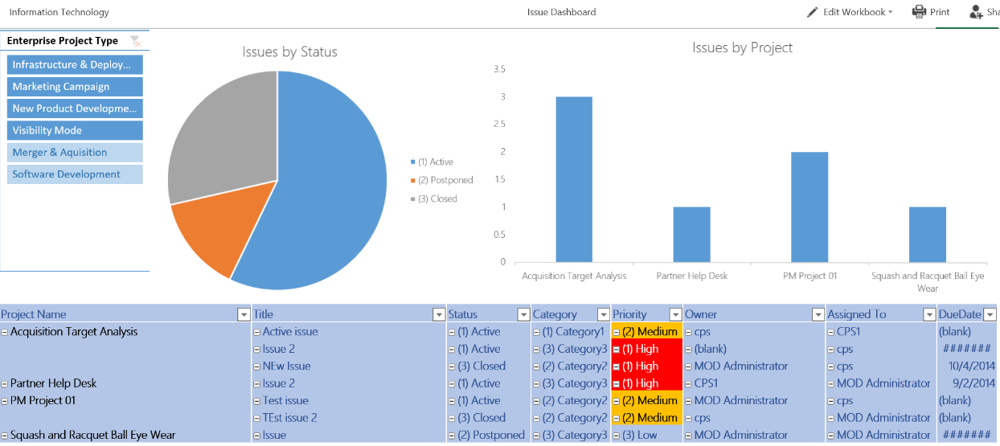 Information Technology
Issue Dashboard
Edit Workbook
Print
Sha
Enterprise Project Type
Infrastructure & Deploy...
Marketing Campaign
New Product Developme...
Visibility Mode
Merger & Aquisition
Software Development
Issues by Status
(1) Active
(2) Postponed
(3) Closed
Issues by Project
3.5
3
2.5
2
1.5
1
0.5
0
Acquisition Target Analysis
Partner Help Desk
PM Project 01
Squash and Racquet Ball Eye
Wear
Project Name Title Status Category Priority Owner Assigned To DueDate
Acquisition Target Analysis Active issue (1) Active (1) Category1 (2) Medium cps CPS1 (blank)
Issue 2 (1) Active (3) Category3 (1) High (blank) cps #######
NEw Issue (3) Closed (2) Category2 (1) High MOD Administrator cps 10/4/2014
Partner Help Desk Issue 2 (1) Active (3) Category3 (1) High CPS1 MOD Administrator 9/2/2014
PM Project 01 Test issue (1) Active (2) Category2 (2) Medium MOD Administrator cps (blank)
TEst issue 2 (3) Closed (2) Category2 (2) Medium cps MOD Administrator (blank)
Squash and Racquet Ball Eye Wear Issue (2) Postponed (3) Category3 (3) Low MOD Administrator MOD Administrator #######